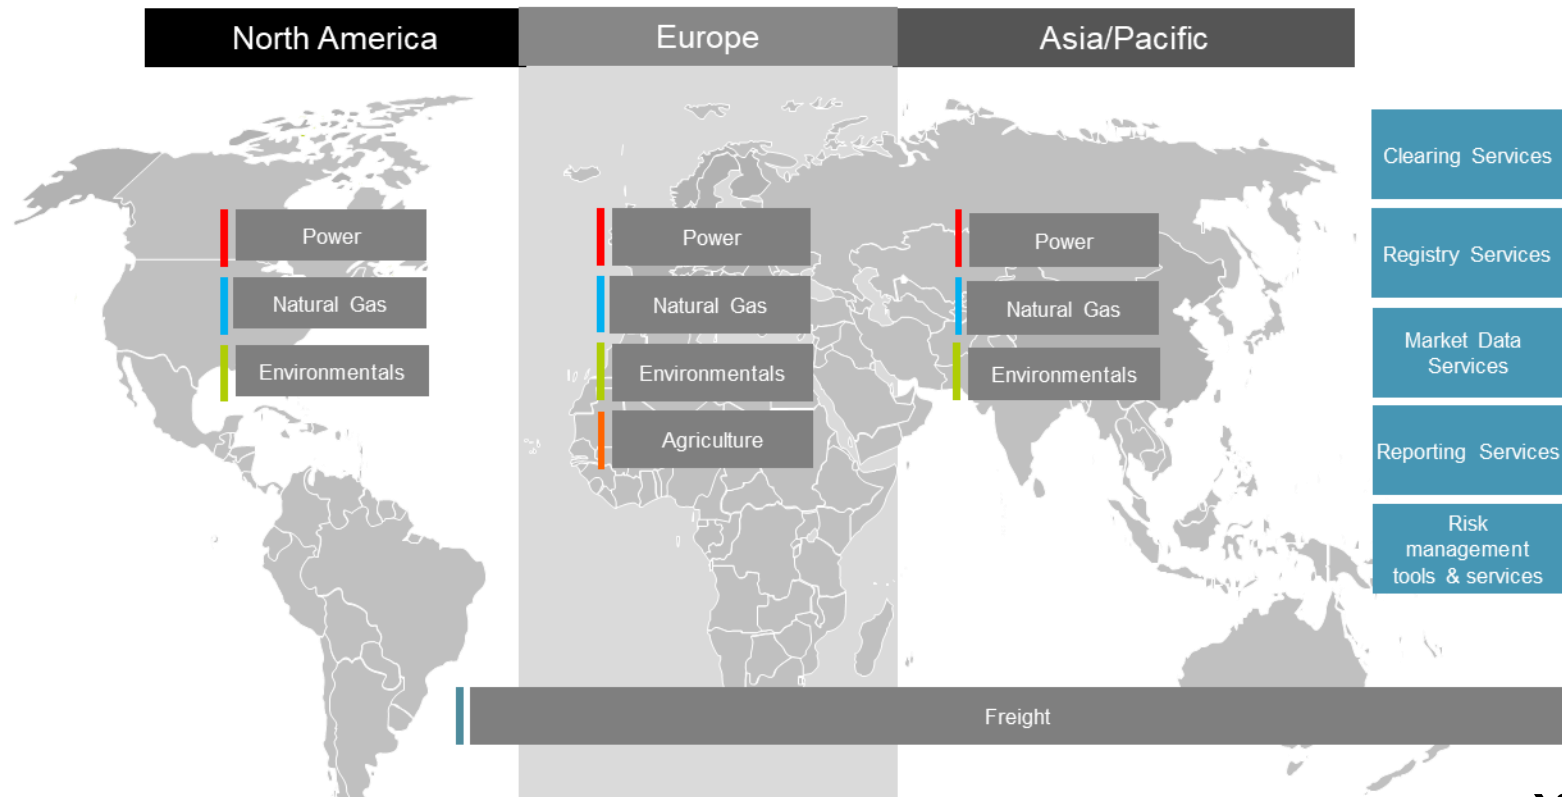 North America
Europe
Asia/Pacific
Power
Natural Gas
Environmentals
Power
Natural Gas
Environmentals
Agriculture
Power
Natural Gas
Environmentals
Clearing Services
Registry Services
Market Data
Services
Reporting Services
Risk
management
tools & services
Freight